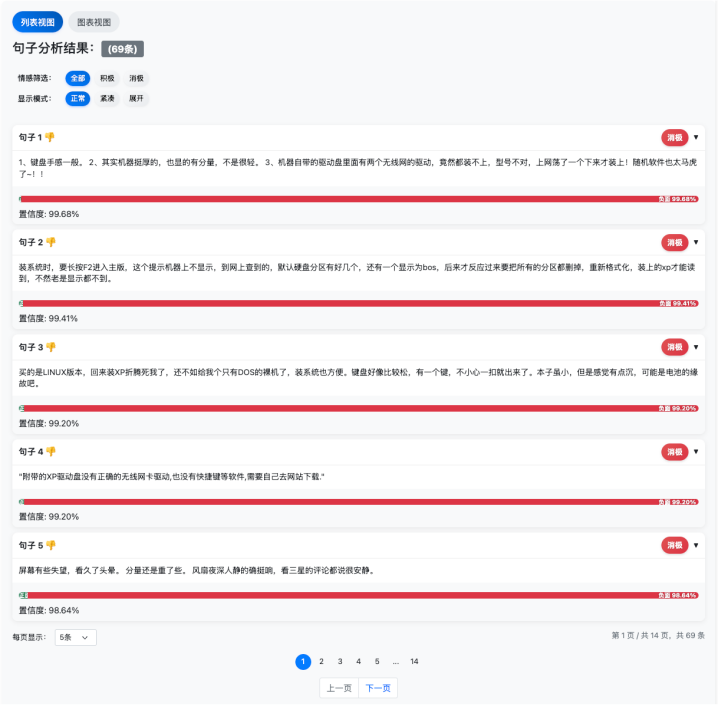 列表视图 图表视图
句子分析结果： (69条)
情感筛选： 全部 积极 消极
显示模式： 正常 紧凑 展开
句子 1 👎 消极 ▼
1、键盘手感一般。 2、其实机器挺厚的，也显的有分量，不是很轻。 3、机器自带的驱动盘里面有两个无线网的驱动，竟然都装不上，型号不对，上网荡了一个下来才装上！随机软件也太马虎
了~！！
负面 99.68%
置信度: 99.68%
句子 2 👎 消极 ▼
装系统时，要长按F2进入主版，这个提示机器上不显示，到网上查到的，默认硬盘分区有好几个，还有一个显示为bos，后来才反应过来要把所有的分区都删掉，重新格式化，装上的xp才能读
到，不然老是显示都不到。
负面 99.41%
置信度: 99.41%
句子 3 👎 消极 ▼
买的是LINUX版本，回来装XP折腾死我了，还不如给我个只有DOS的裸机了，装系统也方便。键盘好像比较松，有一个键，不小心一扣就出来了。本子虽小，但是感觉有点沉，可能是电池的缘
故吧。
负面 99.20%
置信度: 99.20%
句子 4 👎 消极 ▼
"附带的XP驱动盘没有正确的无线网卡驱动,也没有快捷键等软件,需要自己去网站下载."
负面 99.20%
置信度: 99.20%
句子 5 👎 消极 ▼
屏幕有些失望，看久了头晕。 分量还是重了些。 风扇夜深人静的确挺响，看三星的评论都说很安静。
负面 98.64%
置信度: 98.64%
每页显示： 5条 第 1 页 / 共 14 页，共 69 条
1 2 3 4 5 ... 14
上一页 下一页